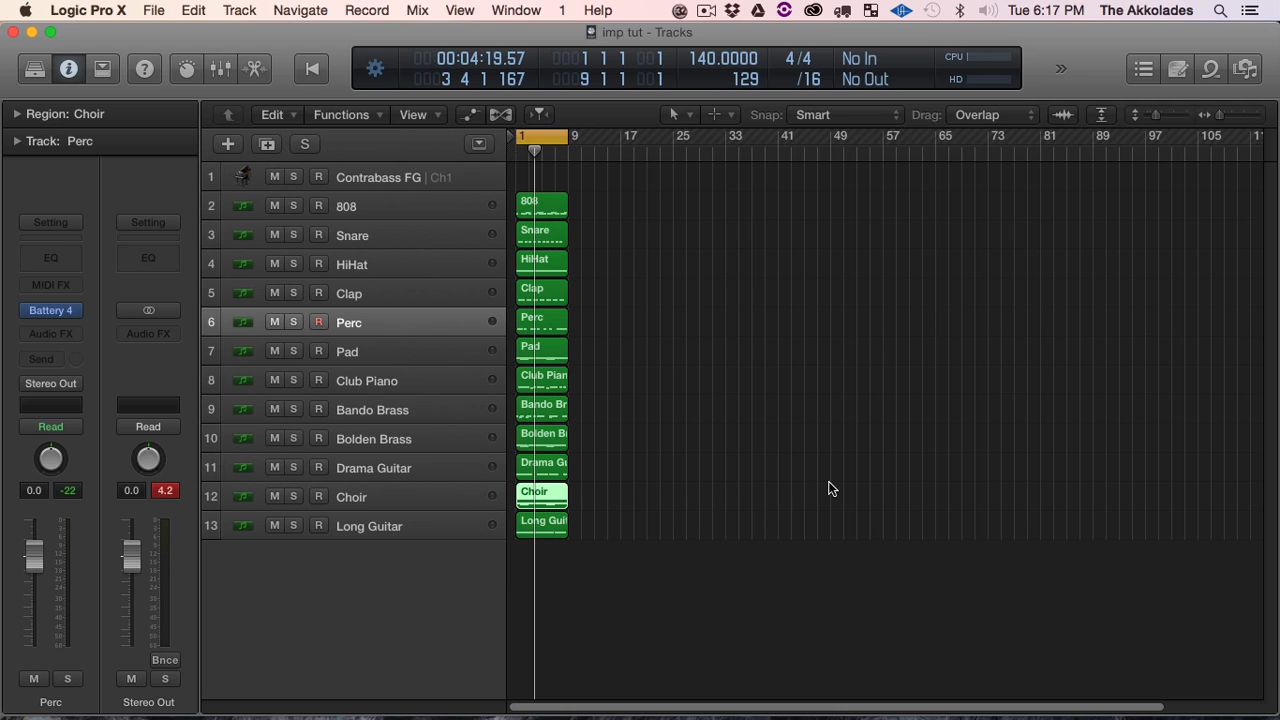 Logic Pro X File Edit Track Navigate Record Mix View Window 1 Help Tue 6:17 PM The Akkolades
imp tut - Tracks
00:04:19.57 0001 1 1 001 140.0000 4/4 No In CPU
0003 4 1 167 0009 1 1 001 129 /16 No Out HD
Region: Choir
Edit Functions View Snap: Smart Drag: Overlap
Track: Perc
1 9 17 25 33 41 49 57 65 73 81 89 97 105
S
1 M S R Contrabass FG | Ch1
2 M S R 808 808
3 M S R Snare Snare
4 M S R HiHat HiHat
5 M S R Clap Clap
6 M S R Perc Perc
7 M S R Pad Pad
8 M S R Club Piano Club Pian
9 M S R Bando Brass Bando Br
10 M S R Bolden Brass Bolden B
11 M S R Drama Guitar Drama Gu
12 M S R Choir Choir
13 M S R Long Guitar Long Guit
Setting Setting
EQ EQ
MIDI FX
Battery 4
Audio FX Audio FX
Send
Stereo Out
Read Read
0.0 -22 0.0 4.2
Bnce
M S M S
Perc Stereo Out